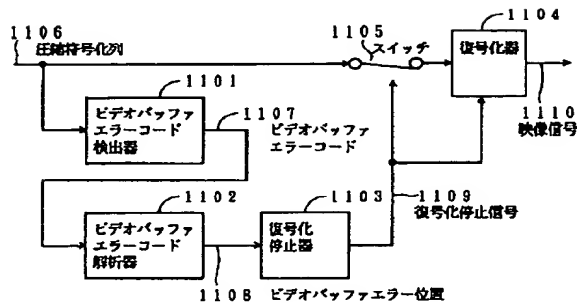 1106
圧縮符号化列
1105
スイッチ
1104
復号化器
1101
ビデオバッファ
エラーコード
検出器
1107
ビデオバッファ
エラーコード
1110
映像信号
1102
ビデオバッファ
エラーコード
解析器
1103
復号化
停止器
1109
復号化停止信号
1108 ビデオバッファエラー位置